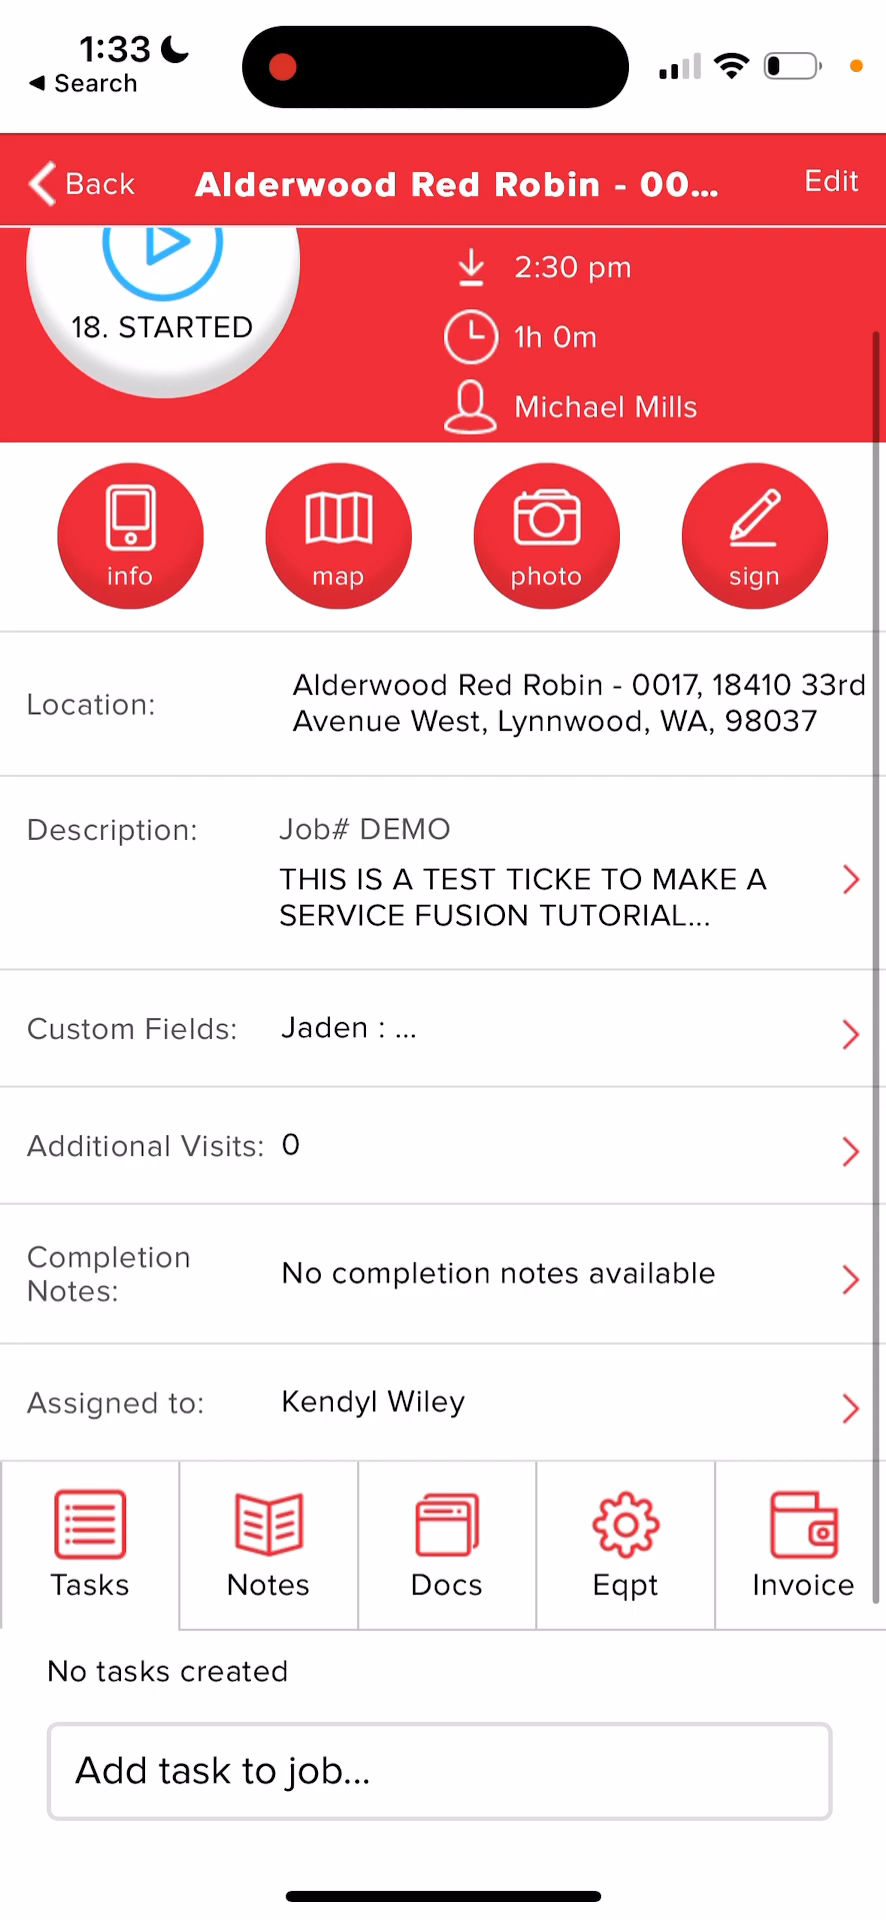 1:33
◀ Search
Back
Alderwood Red Robin - 00...
Edit
18. STARTED
2:30 pm
1h 0m
Michael Mills
info
map
photo
sign
Location:
Alderwood Red Robin - 0017, 18410 33rd
Avenue West, Lynnwood, WA, 98037
Description:
Job# DEMO
THIS IS A TEST TICKE TO MAKE A
SERVICE FUSION TUTORIAL...
Custom Fields:
Jaden : ...
Additional Visits:
0
Completion
Notes:
No completion notes available
Assigned to:
Kendyl Wiley
Tasks
Notes
Docs
Eqpt
Invoice
No tasks created
Add task to job...